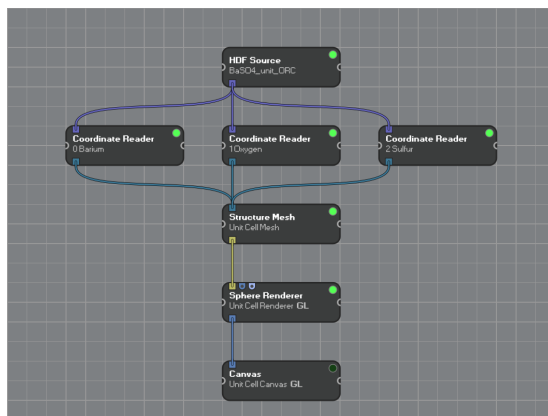 HDF Source
BaSO4_unit_ORC
Coordinate Reader
0 Barium
Coordinate Reader
1 Oxygen
Coordinate Reader
2 Sulfur
Structure Mesh
Unit Cell Mesh
Sphere Renderer
Unit Cell Renderer GL
Canvas
Unit Cell Canvas GL